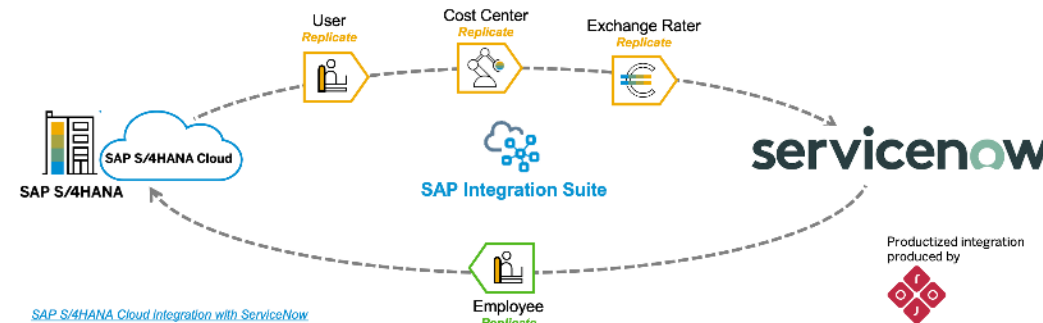 User
Replicate
Cost Center
Replicate
Exchange Rater
Replicate
SAP S/4HANA Cloud
SAP S/4HANA
SAP Integration Suite
servicenow
Productized integration
produced by
r
o o
J
Employee
Replicate
SAP S/4HANA Cloud integration with ServiceNow